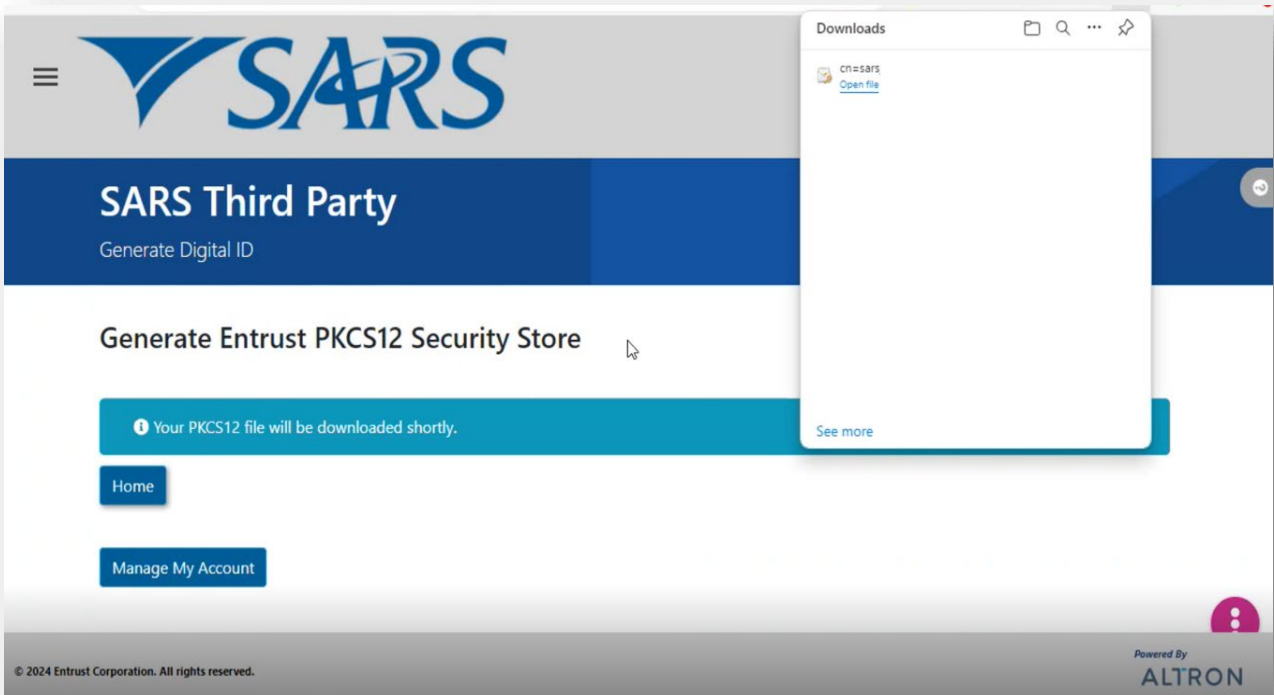 SARS
SARS Third Party
Generate Digital ID
Generate Entrust PKCS12 Security Store
Your PKCS12 file will be downloaded shortly.
Home
Manage My Account
Downloads
cn=sars
Open file
See more
© 2024 Entrust Corporation. All rights reserved.
Powered By
ALTRON